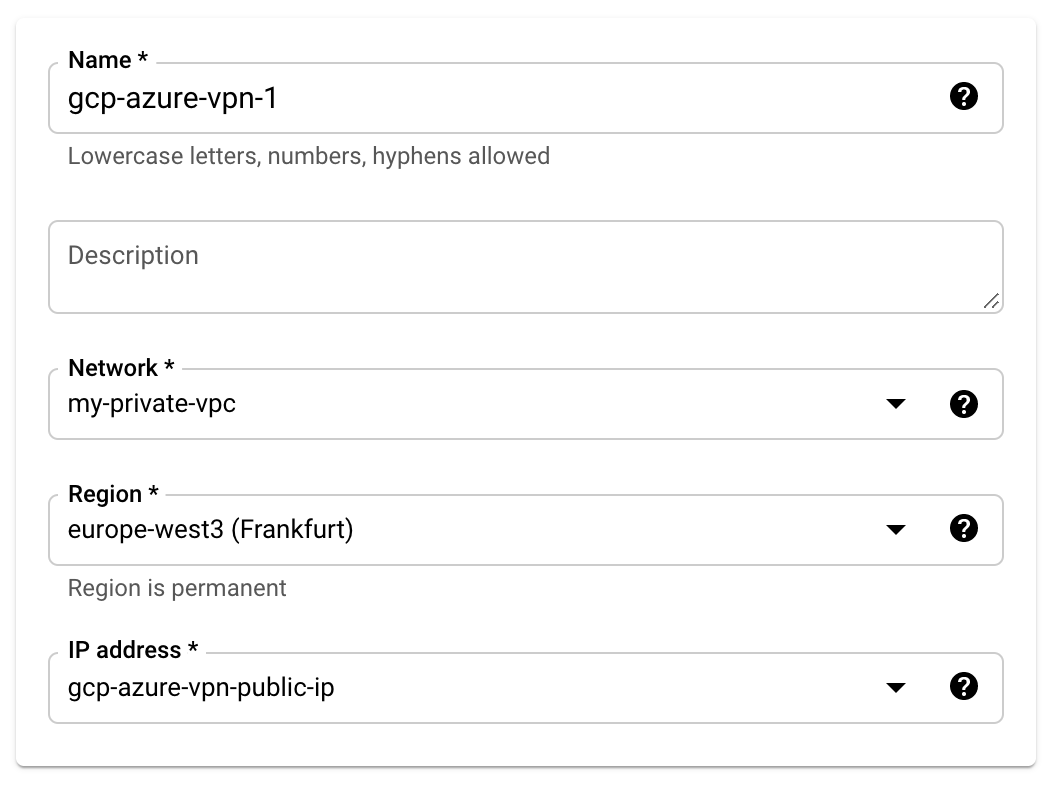 Name *
gcp-azure-vpn-1
Lowercase letters, numbers, hyphens allowed
Description
Network *
my-private-vpc
Region *
europe-west3 (Frankfurt)
Region is permanent
IP address *
gcp-azure-vpn-public-ip